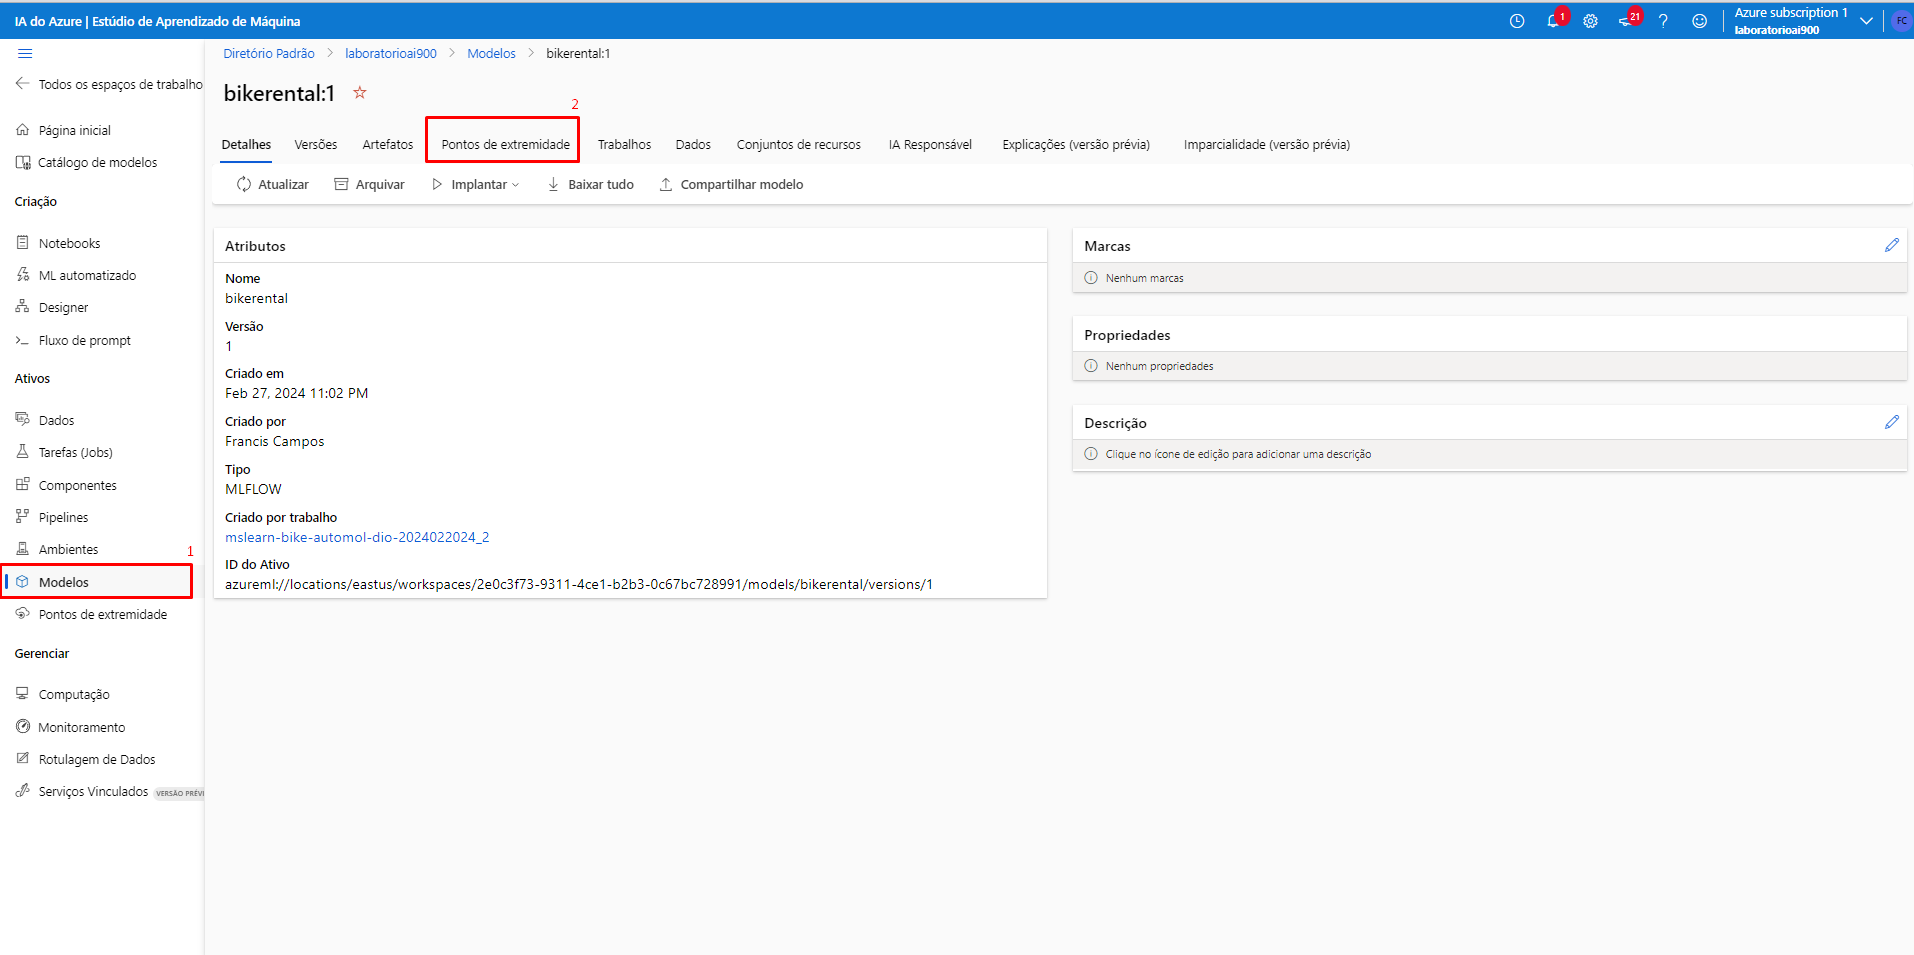 IA do Azure | Estúdio de Aprendizado de Máquina
1
21
Azure subscription 1
laboratorioai900
FC
Todos os espaços de trabalho
Página inicial
Catálogo de modelos
Criação
Notebooks
ML automatizado
Designer
Fluxo de prompt
Ativos
Dados
Tarefas (Jobs)
Componentes
Pipelines
Ambientes
1
Modelos
Pontos de extremidade
Gerenciar
Computação
Monitoramento
Rotulagem de Dados
Serviços Vinculados VERSÃO PRÉVI
Diretório Padrão > laboratorioai900 > Modelos > bikerental:1
bikerental:1
2
Detalhes Versões Artefatos Pontos de extremidade Trabalhos Dados Conjuntos de recursos IA Responsável Explicações (versão prévia) Imparcialidade (versão prévia)
Atualizar Arquivar Implantar Baixar tudo Compartilhar modelo
Atributos
Nome
bikerental
Versão
1
Criado em
Feb 27, 2024 11:02 PM
Criado por
Francis Campos
Tipo
MLFLOW
Criado por trabalho
mslearn-bike-automol-dio-2024022024_2
ID do Ativo
azureml://locations/eastus/workspaces/2e0c3f73-9311-4ce1-b2b3-0c67bc728991/models/bikerental/versions/1
Marcas
Nenhum marcas
Propriedades
Nenhum propriedades
Descrição
Clique no ícone de edição para adicionar uma descrição